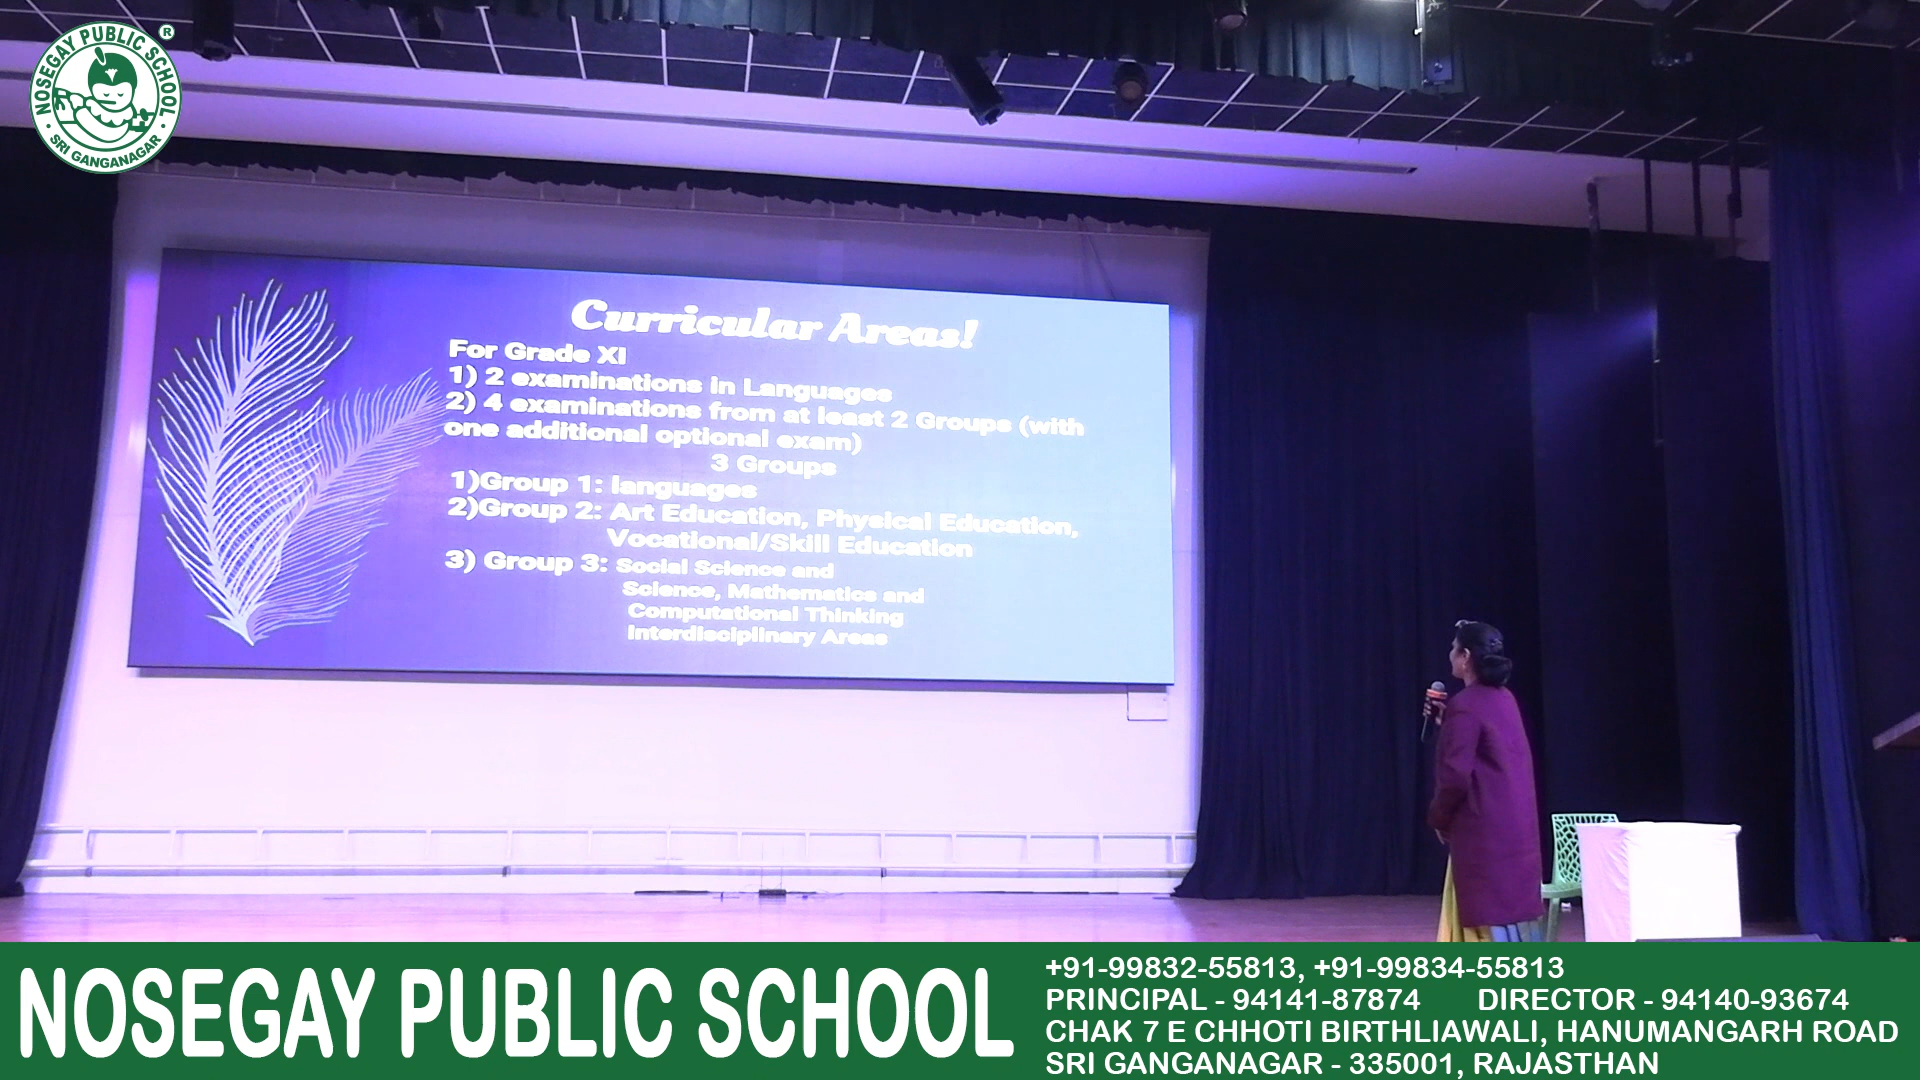 NOSEGAY PUBLIC SCHOOL
®
· SRI GANGANAGAR ·
Curricular Areas!
For Grade XI
1) 2 examinations in Languages
2) 4 examinations from at least 2 Groups (with
one additional optional exam)
3 Groups
1)Group 1: languages
2)Group 2: Art Education, Physical Education,
Vocational/Skill Education
3) Group 3: Social Science and
Science, Mathematics and
Computational Thinking
Interdisciplinary Areas
NOSEGAY PUBLIC SCHOOL
+91-99832-55813, +91-99834-55813
PRINCIPAL - 94141-87874 DIRECTOR - 94140-93674
CHAK 7 E CHHOTI BIRTHLIAWALI, HANUMANGARH ROAD
SRI GANGANAGAR - 335001, RAJASTHAN